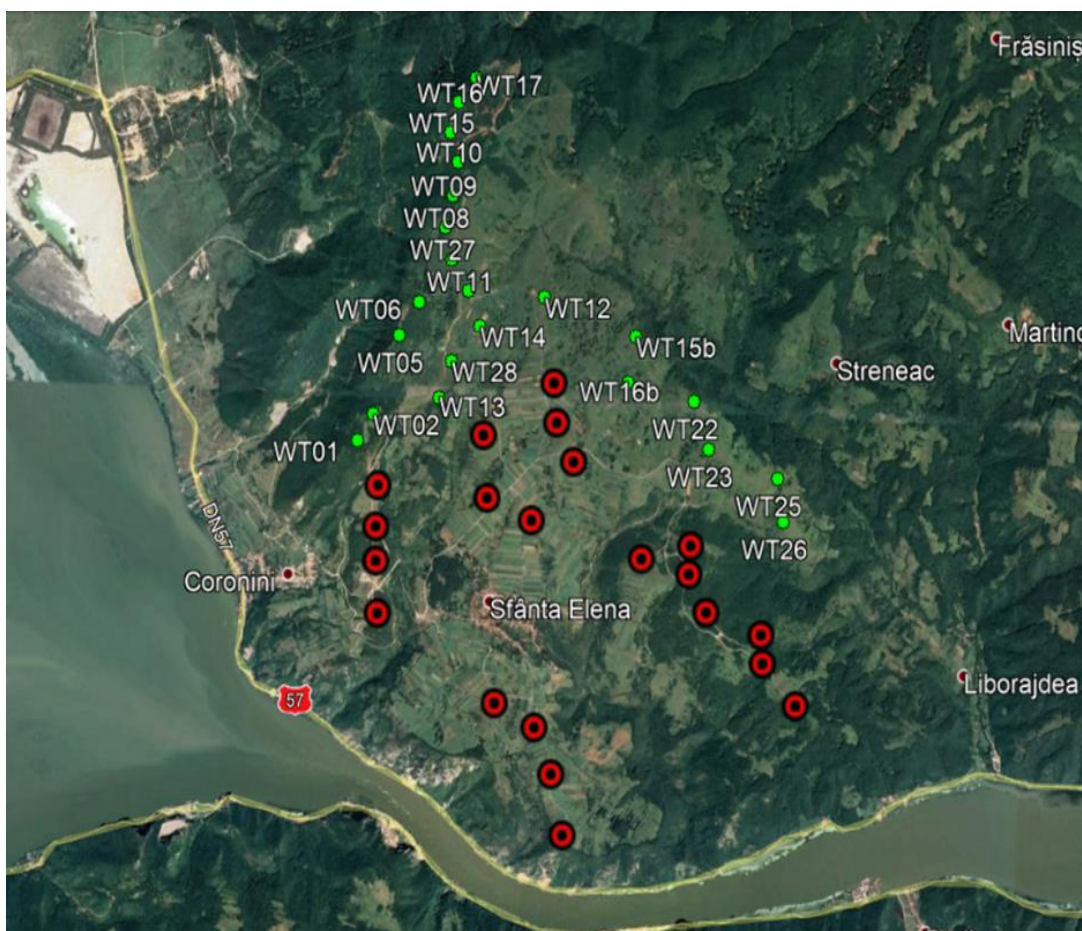 Frăsiniș
WT17
WT16
WT15
WT10
WT09
WT08
WT27
WT11
WT12
WT06
WT14
WT15b
Martino
WT05
WT28
Streneac
WT16b
WT13
WT02
WT22
WT01
WT23
WT25
DN57
WT26
Coronini
Sfânta Elena
Liborajdea
57